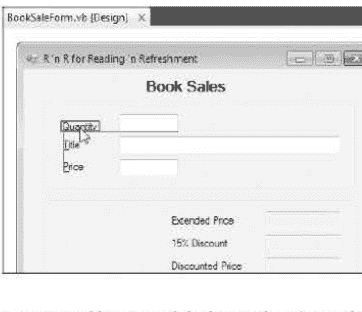 BookSaleForm.vb [Design] ×
R 'n R for Reading 'n Refreshment
Book Sales
Quantity
Title
Price
Extended Price
15% Discount
Discounted Price